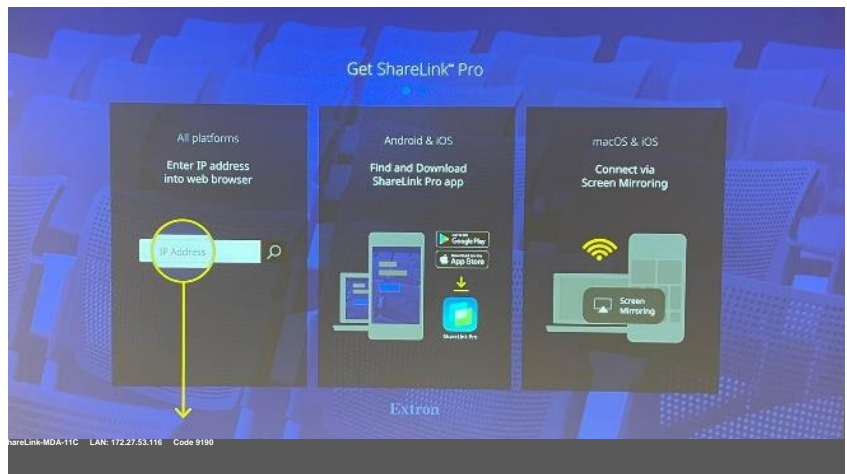 Get ShareLink™ Pro
All platforms
Enter IP address
into web browser
IP Address
Android & iOS
Find and Download
ShareLink Pro app
GET IT ON
Google Play
Download on the
App Store
ShareLink Pro
macOS & iOS
Connect via
Screen Mirroring
Screen
Mirroring
Extron
hareLink-MDA-11C LAN: 172.27.53.116 Code 9190